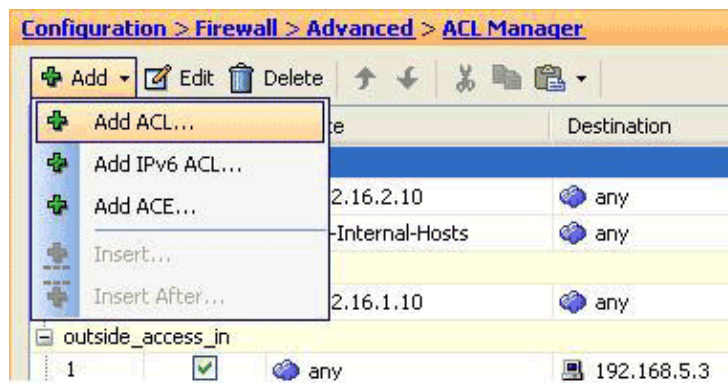 Configuration > Firewall > Advanced > ACL Manager
Add Edit Delete
Add ACL...
Destination
Add IPv6 ACL...
Add ACE...
2.16.2.10 any
-Internal-Hosts any
Insert...
Insert After...
2.16.1.10 any
outside_access_in
1 any 192.168.5.3